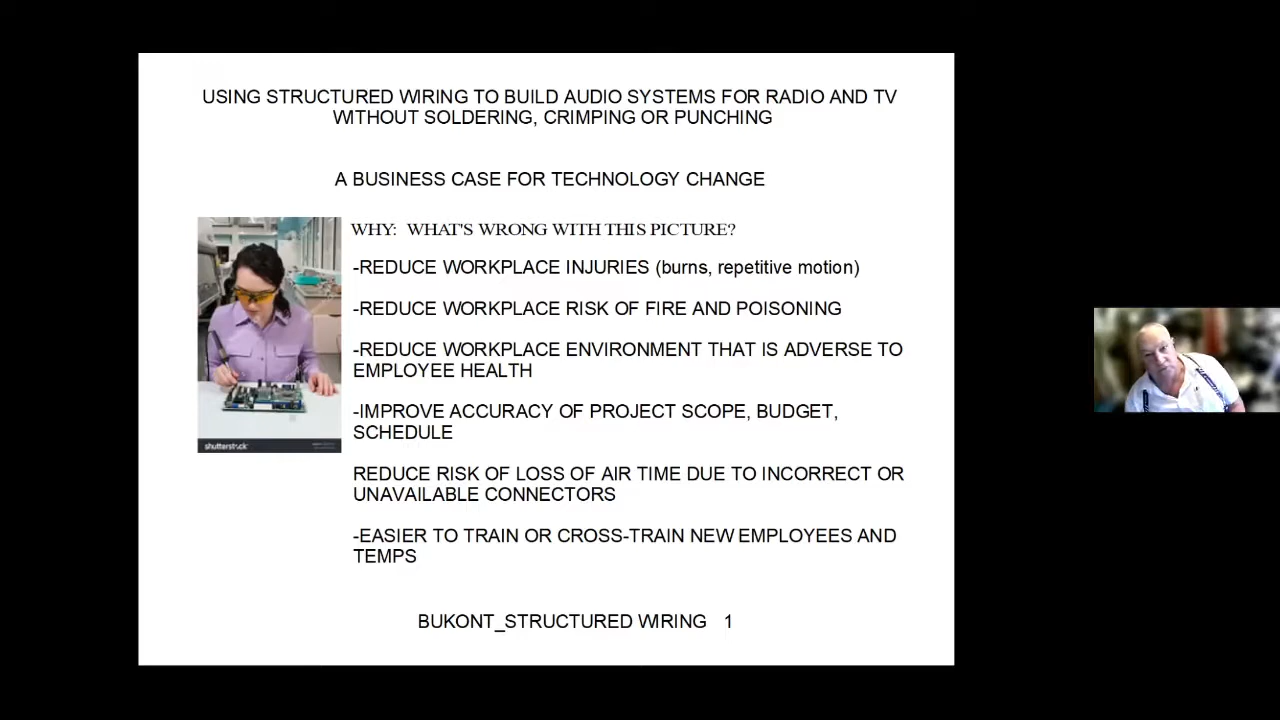 USING STRUCTURED WIRING TO BUILD AUDIO SYSTEMS FOR RADIO AND TV
WITHOUT SOLDERING, CRIMPING OR PUNCHING
A BUSINESS CASE FOR TECHNOLOGY CHANGE
WHY: WHAT'S WRONG WITH THIS PICTURE?
-REDUCE WORKPLACE INJURIES (burns, repetitive motion)
-REDUCE WORKPLACE RISK OF FIRE AND POISONING
-REDUCE WORKPLACE ENVIRONMENT THAT IS ADVERSE TO
EMPLOYEE HEALTH
-IMPROVE ACCURACY OF PROJECT SCOPE, BUDGET,
SCHEDULE
shutterstock
REDUCE RISK OF LOSS OF AIR TIME DUE TO INCORRECT OR
UNAVAILABLE CONNECTORS
-EASIER TO TRAIN OR CROSS-TRAIN NEW EMPLOYEES AND
TEMPS
BUKONT_STRUCTURED WIRING 1